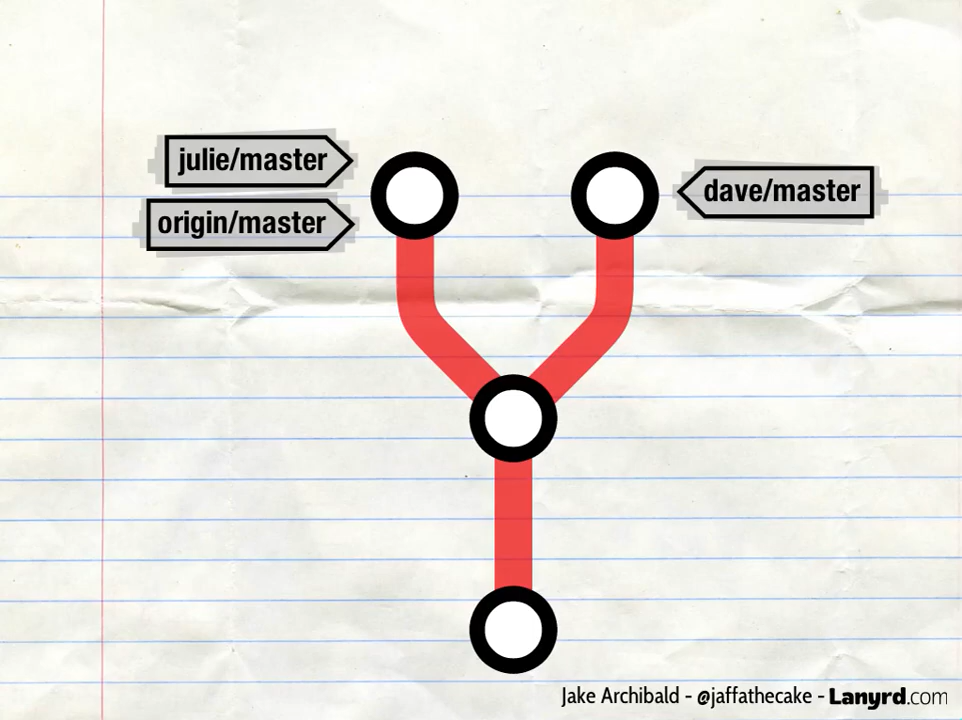 julie/master
origin/master
dave/master
Jake Archibald - @jaffathecake - Lanyrd.com